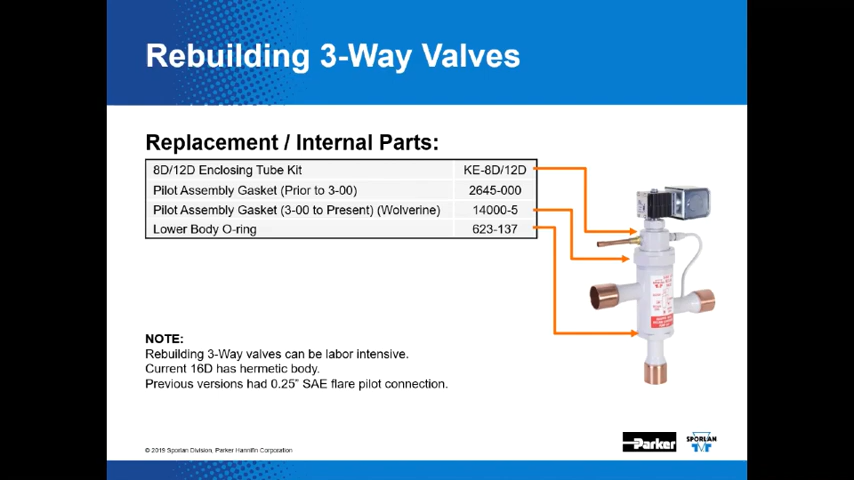 Rebuilding 3-Way Valves
Replacement / Internal Parts:
8D/12D Enclosing Tube Kit KE-8D/12D
Pilot Assembly Gasket (Prior to 3-00) 2645-000
Pilot Assembly Gasket (3-00 to Present) (Wolverine) 14000-5
Lower Body O-ring 623-137
NOTE:
Rebuilding 3-Way valves can be labor intensive.
Current 16D has hermetic body.
Previous versions had 0.25” SAE flare pilot connection.
© 2019 Sporlan Division, Parker Hannifin Corporation
Parker
SPORLAN